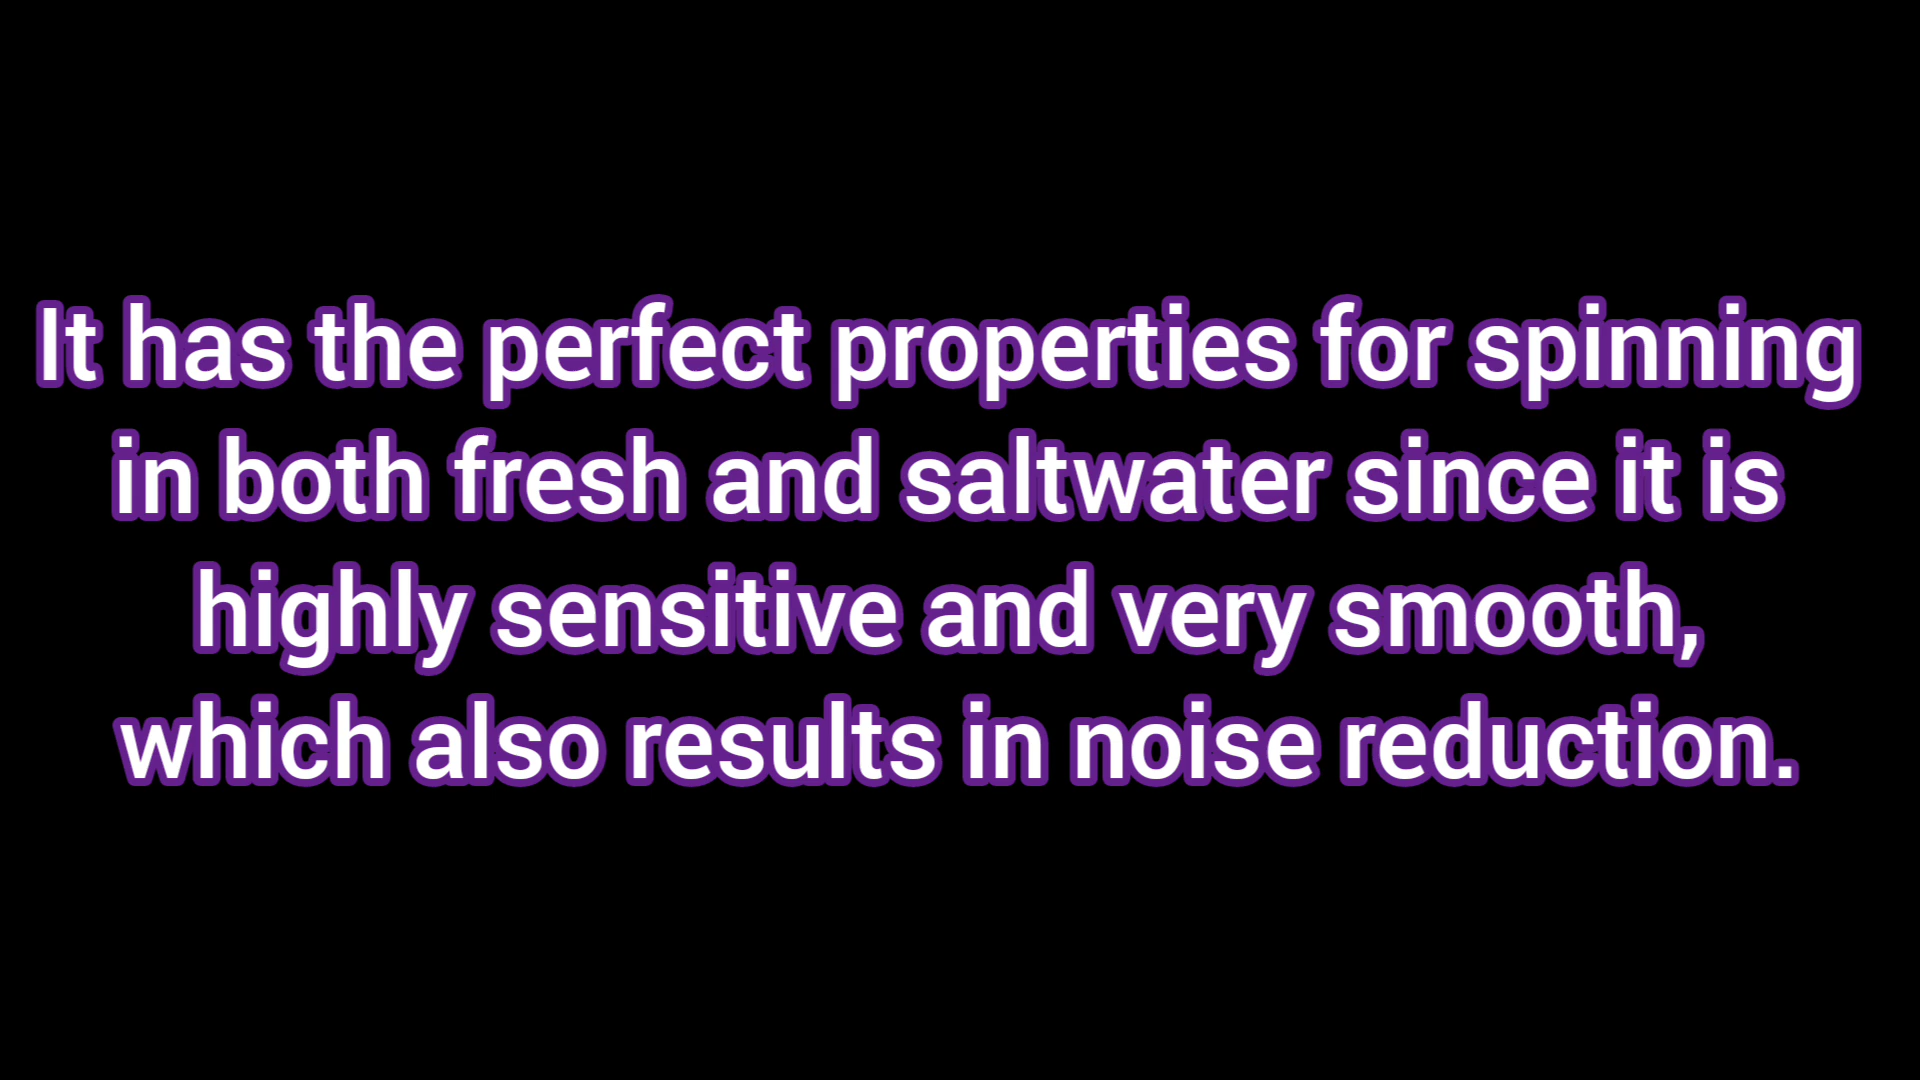 It has the perfect properties for spinning
in both fresh and saltwater since it is
highly sensitive and very smooth,
which also results in noise reduction.